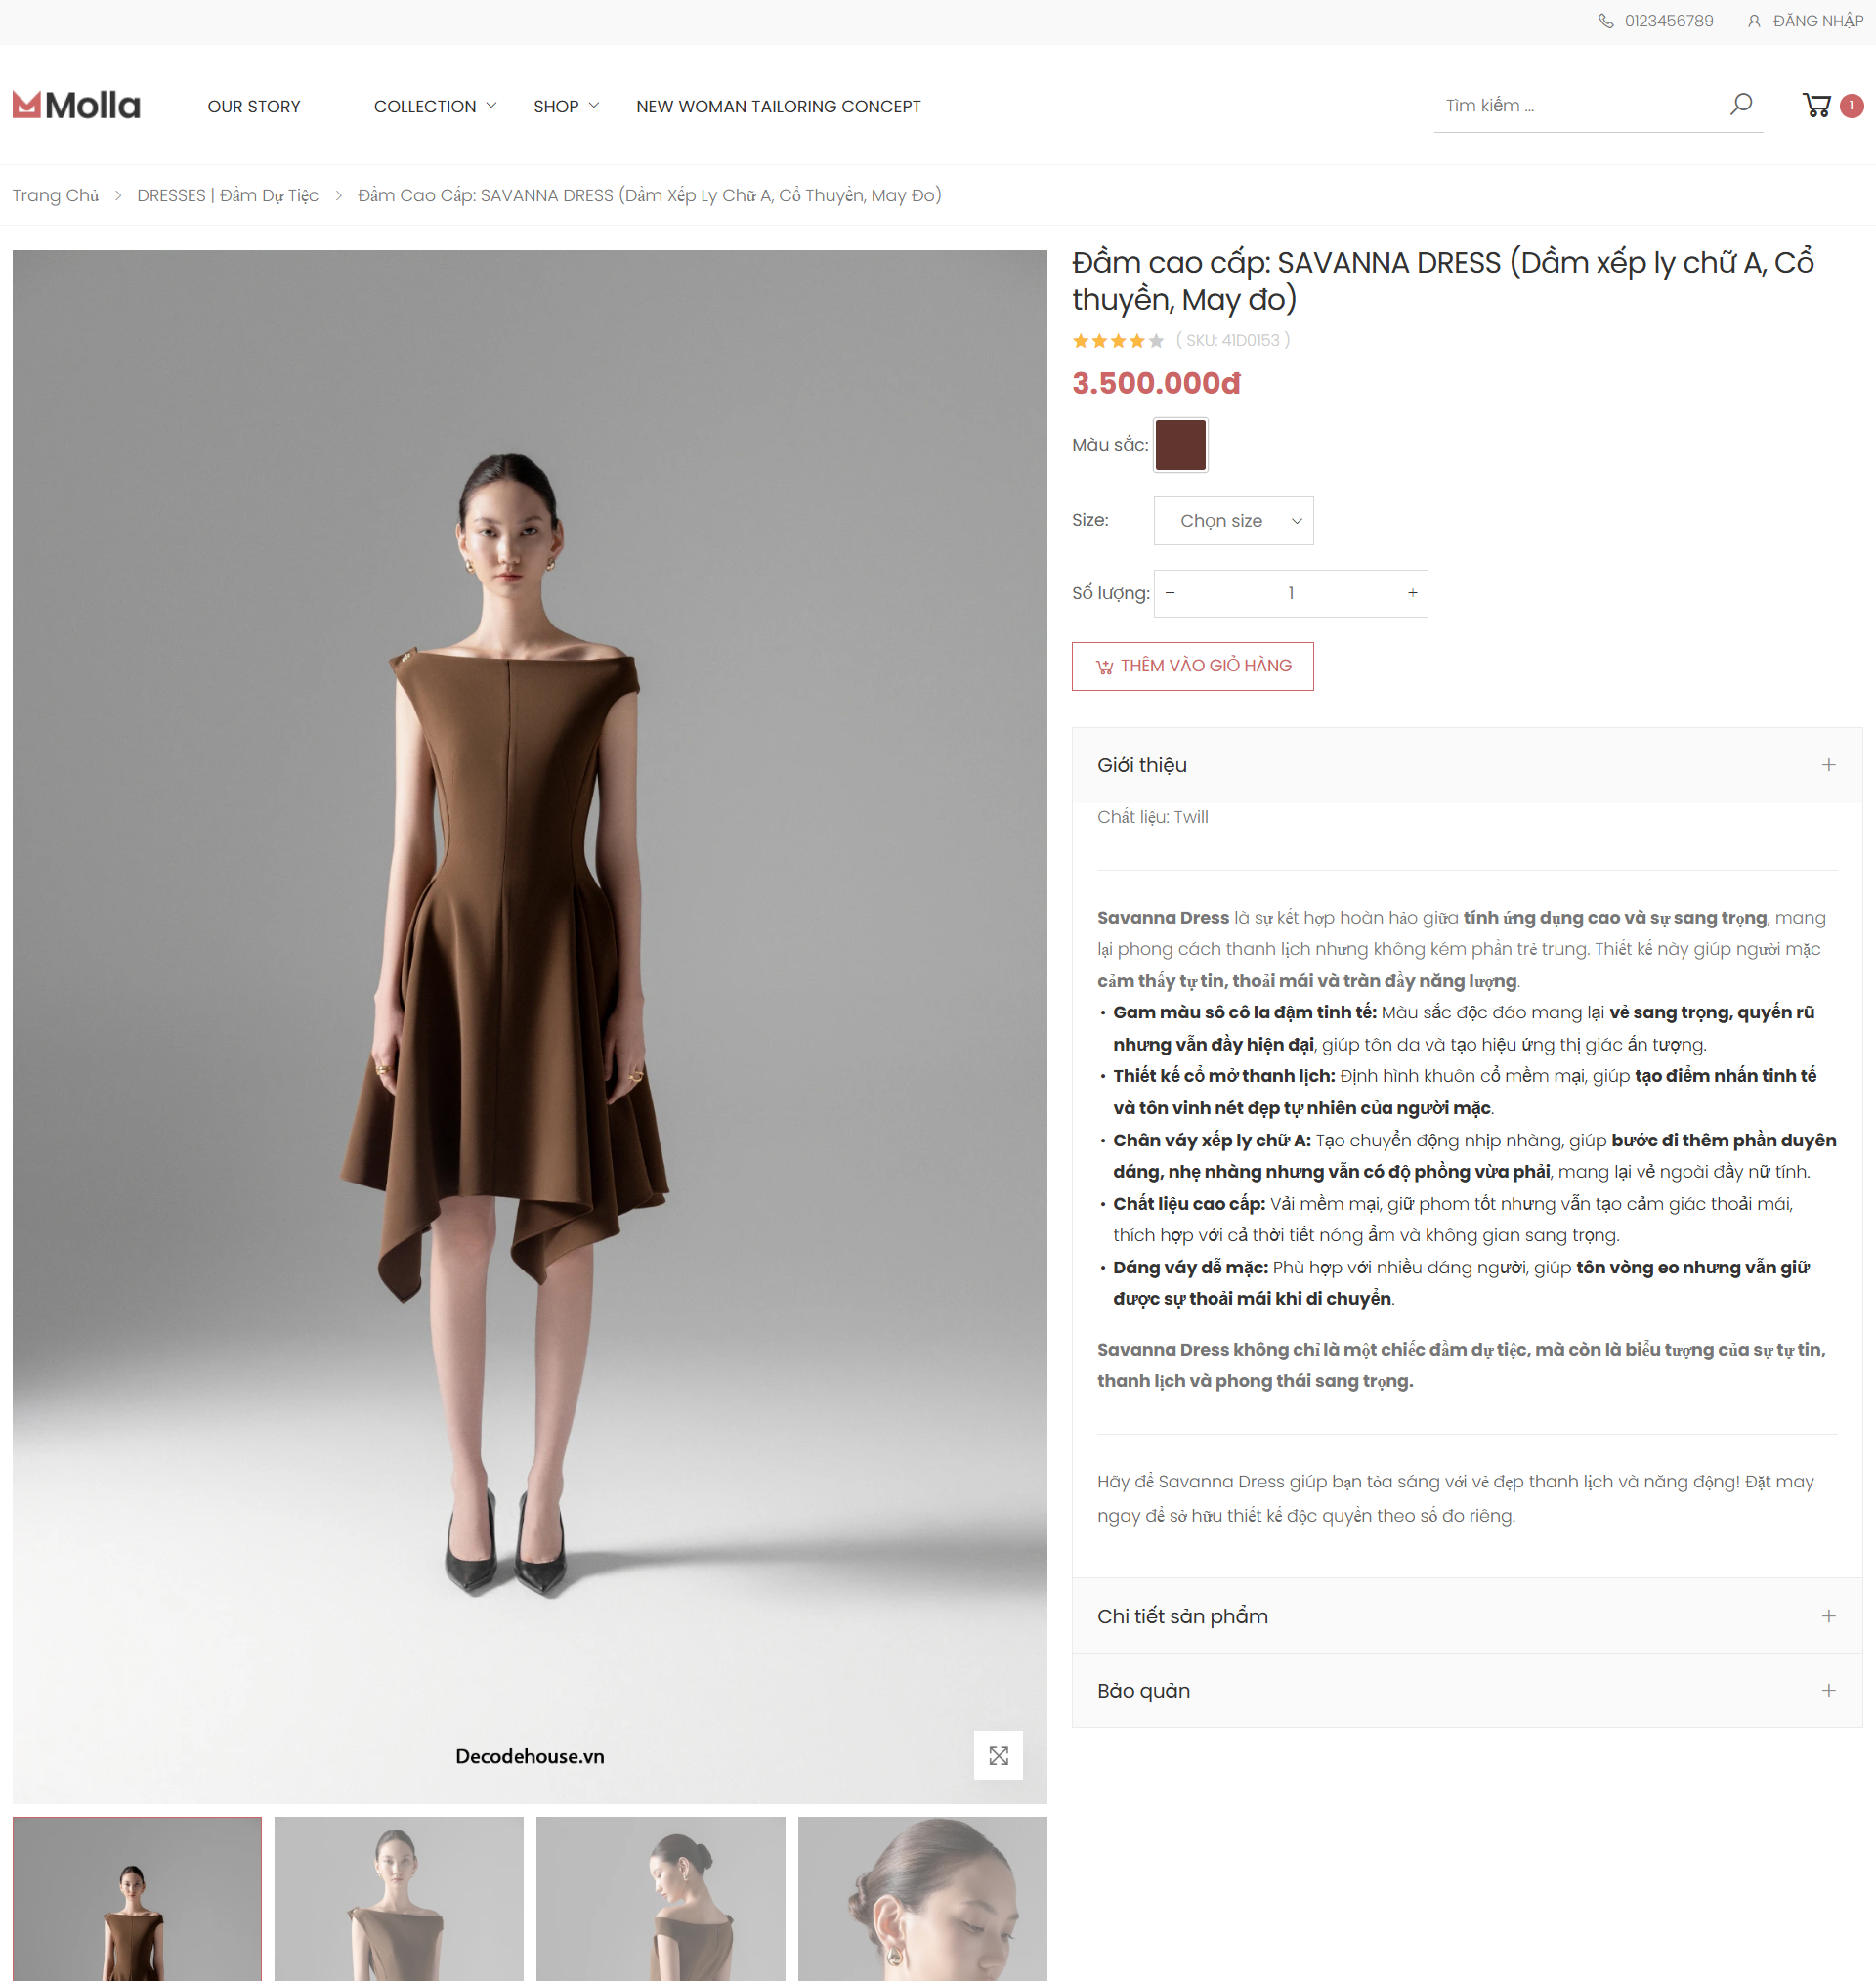 0123456789
ĐĂNG NHẬP
Molla
OUR STORY
COLLECTION
SHOP
NEW WOMAN TAILORING CONCEPT
Tìm kiếm ...
1
Trang Chủ
DRESSES | Đầm Dự Tiệc
Đầm Cao Cấp: SAVANNA DRESS (Dầm Xếp Ly Chữ A, Cổ Thuyền, May Đo)
Đầm cao cấp: SAVANNA DRESS (Dầm xếp ly chữ A, Cổ
thuyền, May đo)
( SKU: 41D0153 )
3.500.000đ
Màu sắc:
Size:
Chọn size
Số lượng:
− 1 +
THÊM VÀO GIỎ HÀNG
Giới thiệu
Chất liệu: Twill
Savanna Dress là sự kết hợp hoàn hảo giữa tính ứng dụng cao và sự sang trọng, mang
lại phong cách thanh lịch nhưng không kém phần trẻ trung. Thiết kế này giúp người mặc
cảm thấy tự tin, thoải mái và tràn đầy năng lượng.
• Gam màu sô cô la đậm tinh tế: Màu sắc độc đáo mang lại vẻ sang trọng, quyến rũ
nhưng vẫn đầy hiện đại, giúp tôn da và tạo hiệu ứng thị giác ấn tượng.
• Thiết kế cổ mở thanh lịch: Định hình khuôn cổ mềm mại, giúp tạo điểm nhấn tinh tế
và tôn vinh nét đẹp tự nhiên của người mặc.
• Chân váy xếp ly chữ A: Tạo chuyển động nhịp nhàng, giúp bước đi thêm phần duyên
dáng, nhẹ nhàng nhưng vẫn có độ phồng vừa phải, mang lại vẻ ngoài đầy nữ tính.
• Chất liệu cao cấp: Vải mềm mại, giữ phom tốt nhưng vẫn tạo cảm giác thoải mái,
thích hợp với cả thời tiết nóng ẩm và không gian sang trọng.
• Dáng váy dễ mặc: Phù hợp với nhiều dáng người, giúp tôn vòng eo nhưng vẫn giữ
được sự thoải mái khi di chuyển.
Savanna Dress không chỉ là một chiếc đầm dự tiệc, mà còn là biểu tượng của sự tự tin,
thanh lịch và phong thái sang trọng.
Hãy để Savanna Dress giúp bạn tỏa sáng với vẻ đẹp thanh lịch và năng động! Đặt may
ngay để sở hữu thiết kế độc quyền theo số đo riêng.
Chi tiết sản phẩm
Bảo quản
Decodehouse.vn